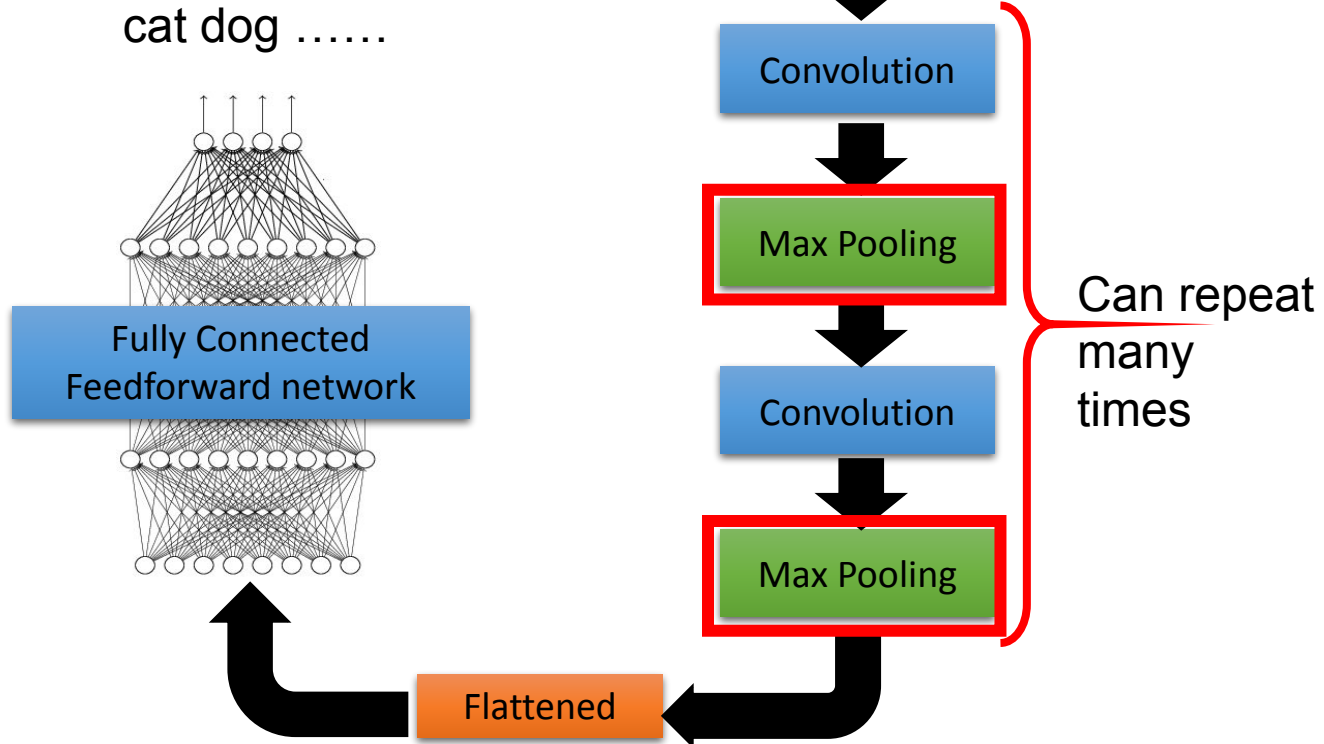 cat dog ......
Convolution
Max Pooling
Convolution
Max Pooling
Can repeat
many
times
Flattened
Fully Connected
Feedforward network